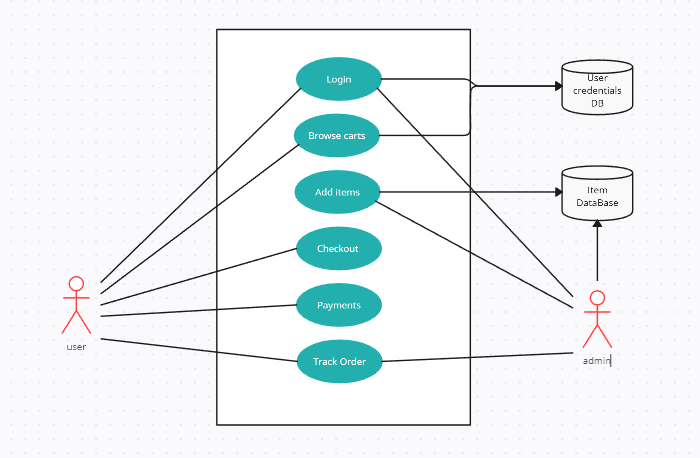 Login
Browse carts
Add items
Checkout
Payments
Track Order
User
credentials
DB
Item
DataBase
user
admin